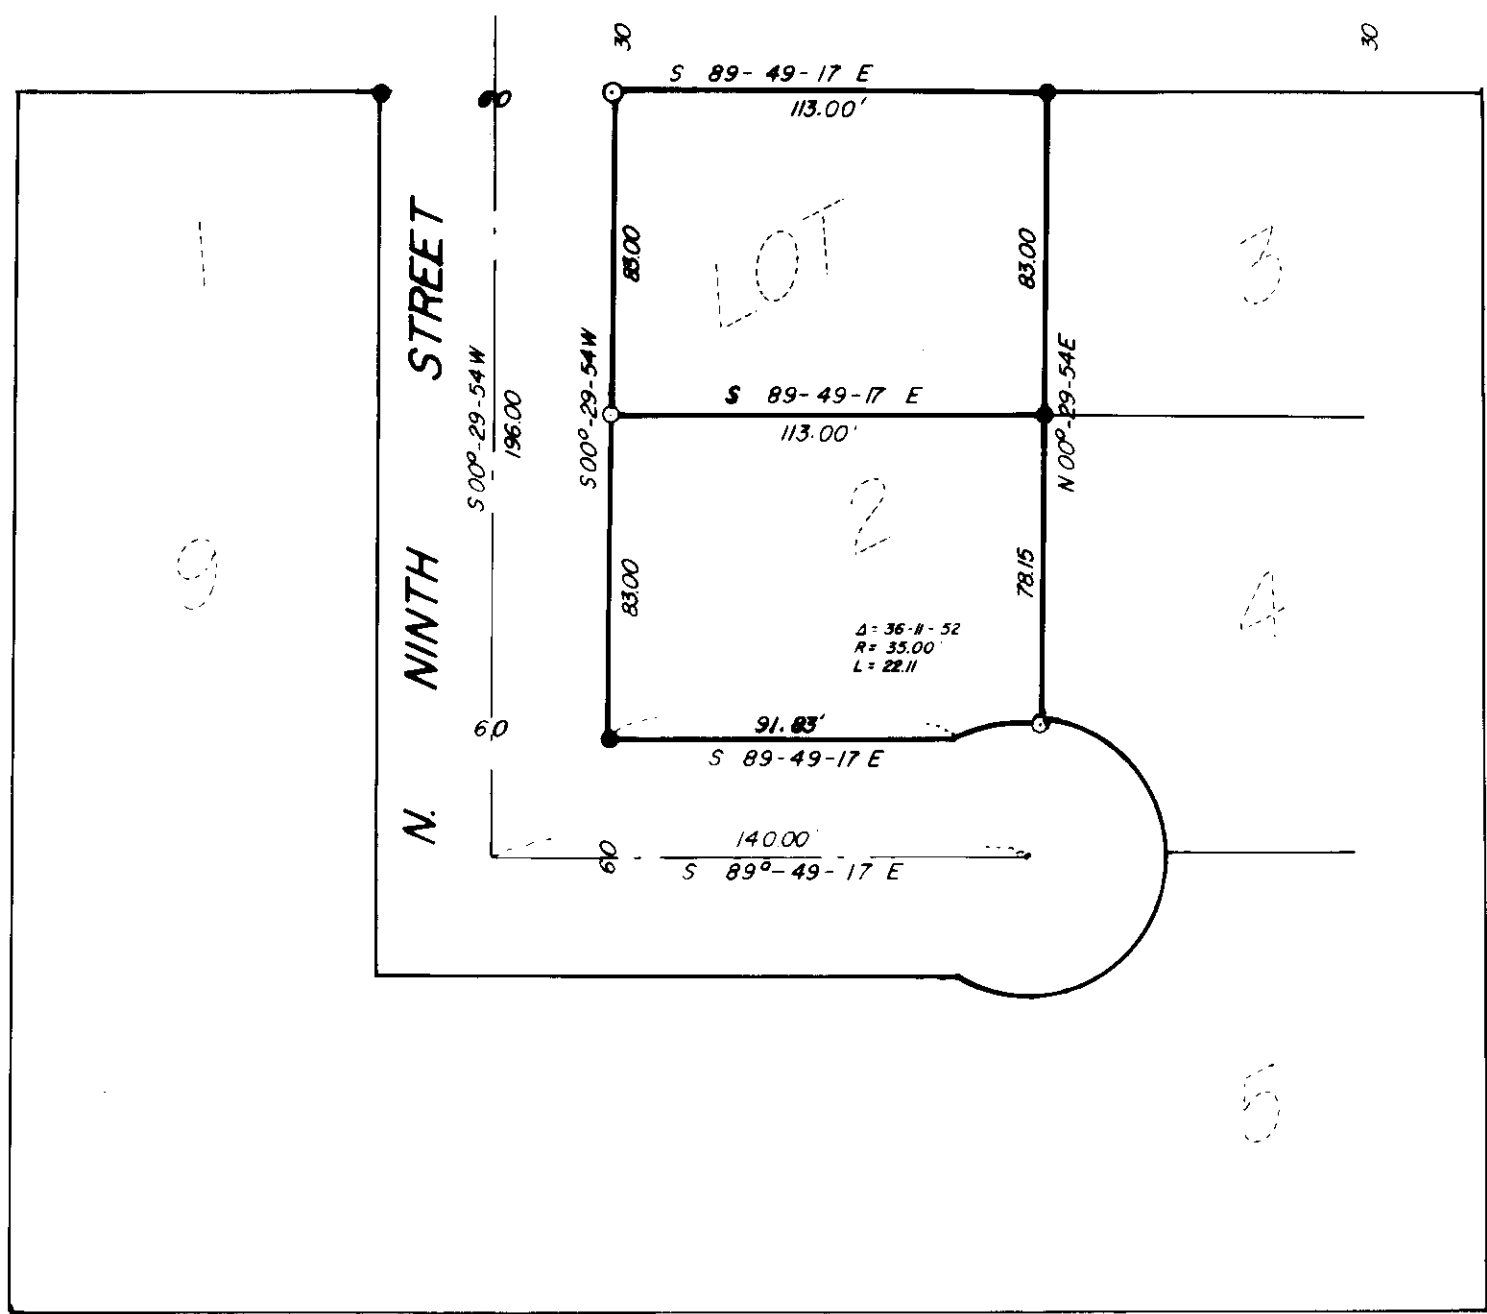 30
30
S 89-49-17 E
60
113.00'
LOT
1
3
83.00
83.00
N. NINTH STREET
S 00°-29-54 W
196.00
S 00°-29-54 W
N 00°-29-54 E
S 89-49-17 E
113.00'
2
9
4
83.00
78.15
Δ = 36-11-52
R = 35.00'
L = 22.11
60
91.83'
S 89-49-17 E
140.00'
60
S 89°-49-17 E
5